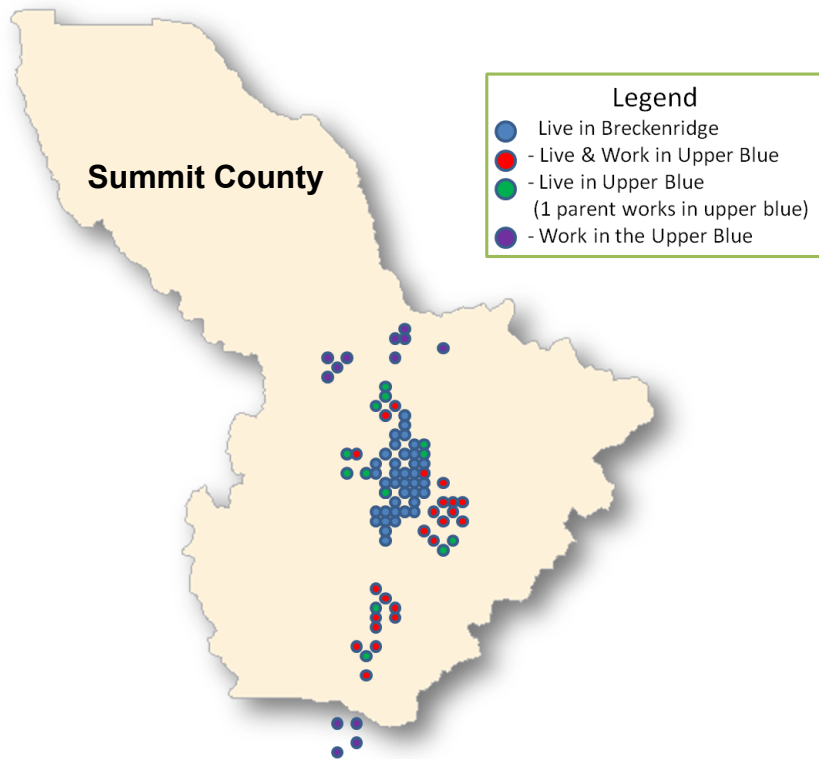 Summit County
Legend
Live in Breckenridge
- Live & Work in Upper Blue
- Live in Upper Blue
(1 parent works in upper blue)
- Work in the Upper Blue